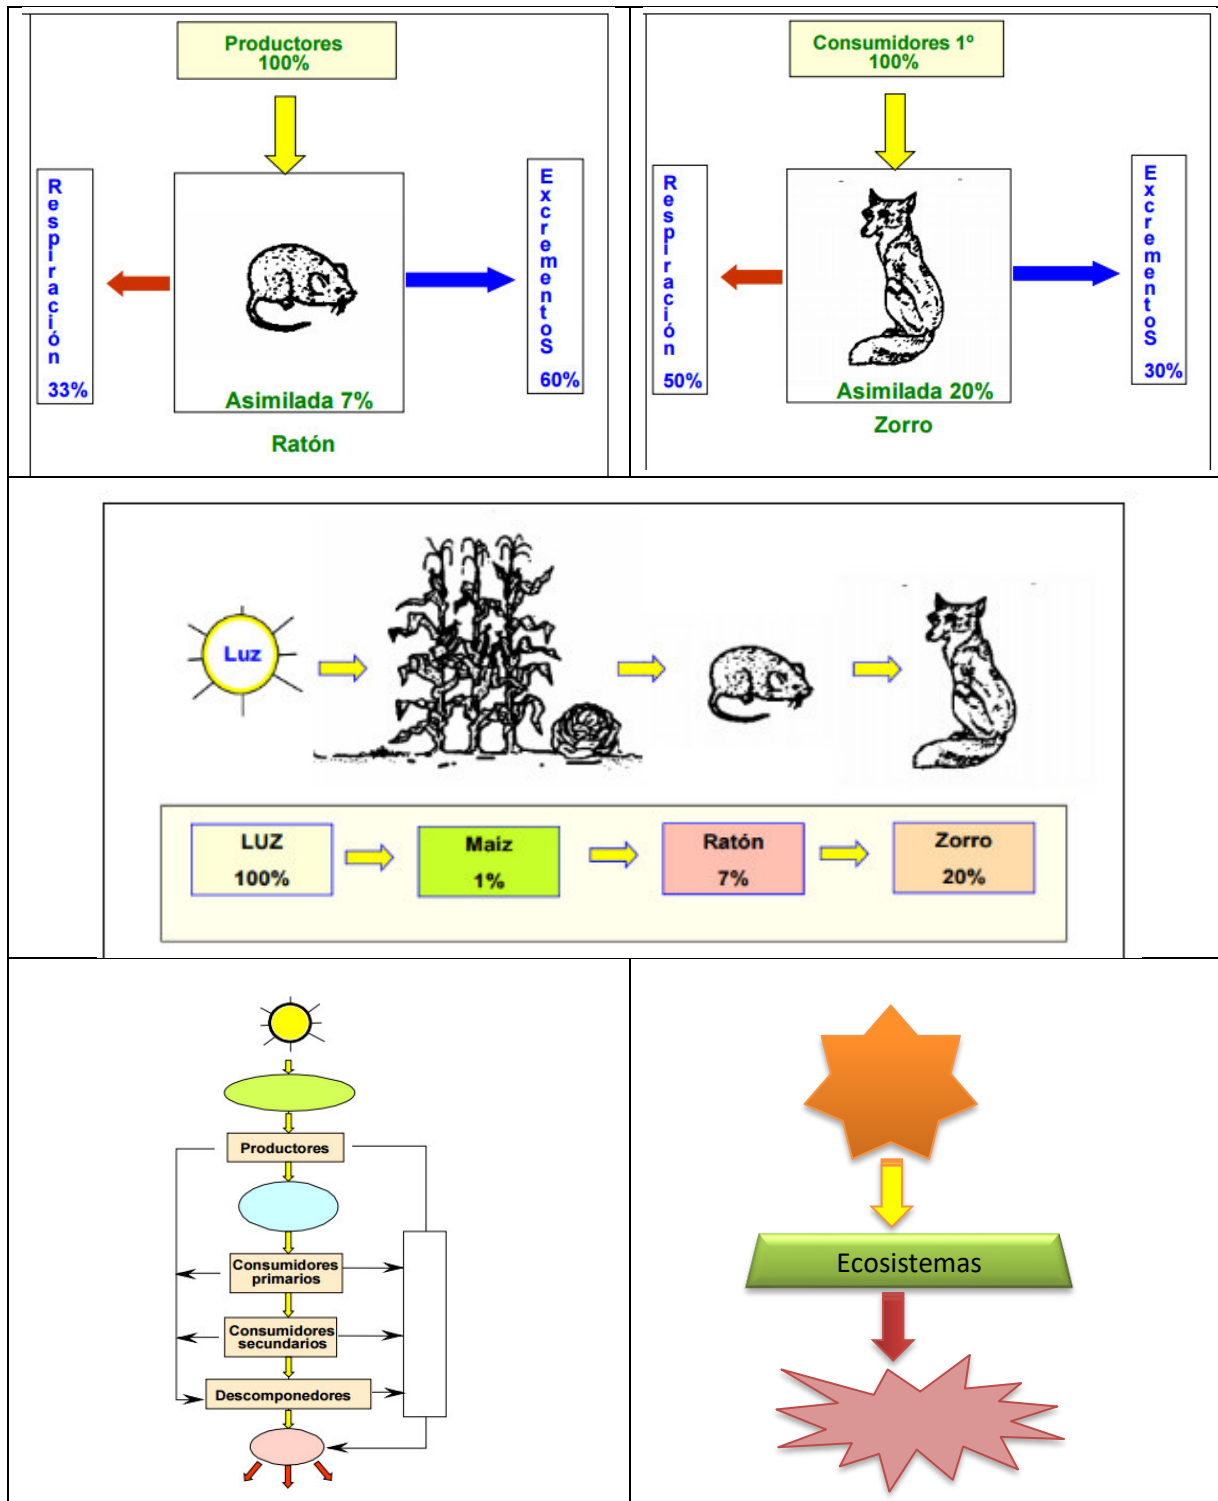 Productores
100%
Respiración
33%
Excrementos
60%
Asimilada 7%
Ratón
Consumidores 1º
100%
Respiración
50%
Excrementos
30%
Asimilada 20%
Zorro
Luz
LUZ
100%
Maiz
1%
Ratón
7%
Zorro
20%
Productores
Consumidores
primarios
Consumidores
secundarios
Descomponedores
Ecosistemas